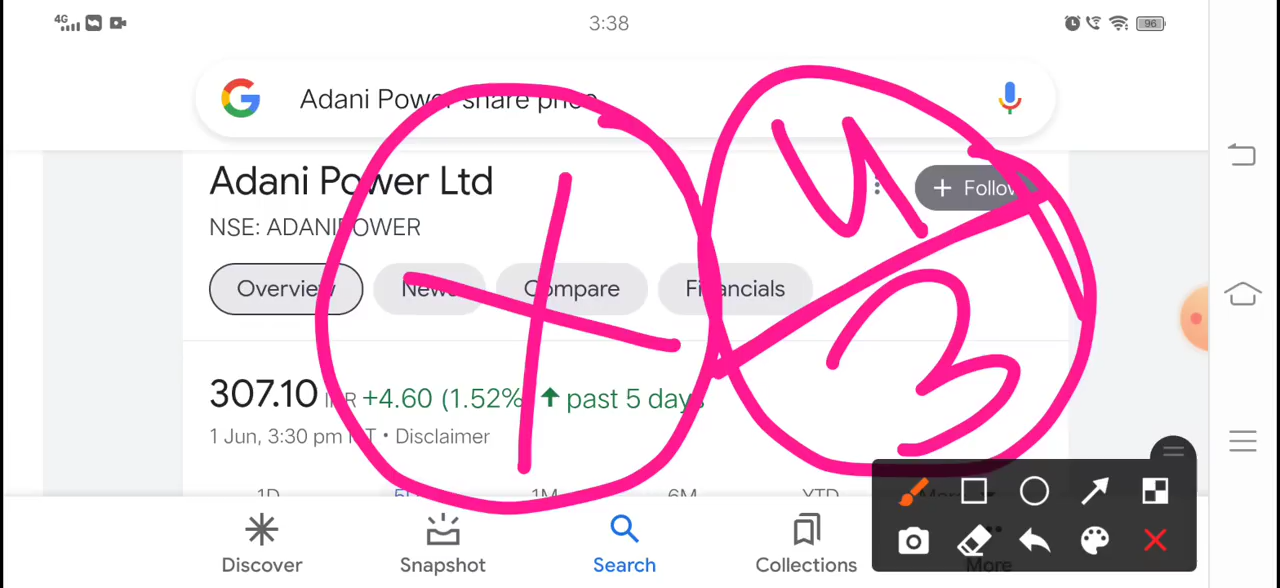 4G 3:38 96
Adani Power share price
Adani Power Ltd
+ Follow
NSE: ADANIPOWER
Overview News Compare Financials
307.10 INR +4.60 (1.52%) ↑ past 5 days
1 Jun, 3:30 pm IST • Disclaimer
1D 5D 1M 6M YTD
Discover Snapshot Search Collections More
+
3